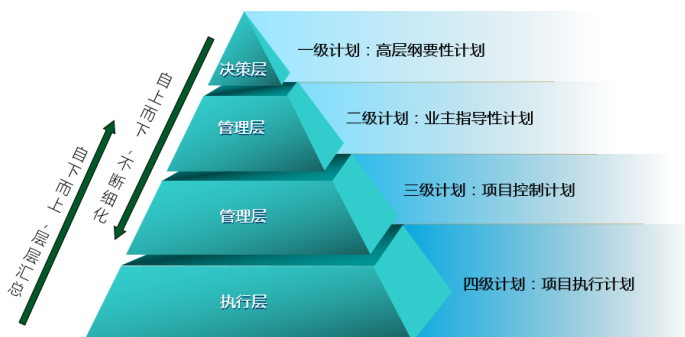 决策层
一级计划：高层纲要性计划
管理层
二级计划：业主指导性计划
管理层
三级计划：项目控制计划
执行层
四级计划：项目执行计划
自上而下、不断细化
自下而上、层层汇总